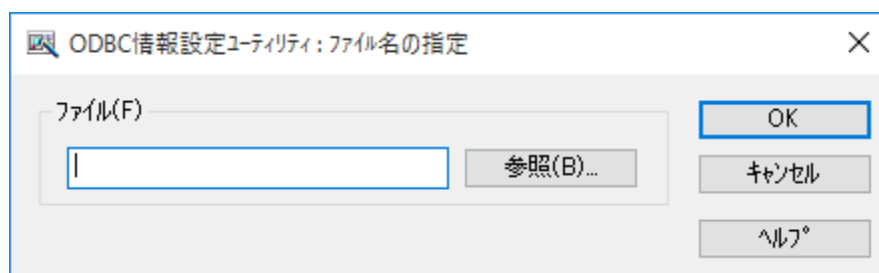 ODBC情報設定ﾕｰﾃｨﾘﾃｨ : ﾌｧｲﾙ名の指定
ﾌｧｲﾙ(F)
参照(B)...
OK
ｷｬﾝｾﾙ
ﾍﾙﾌﾟ